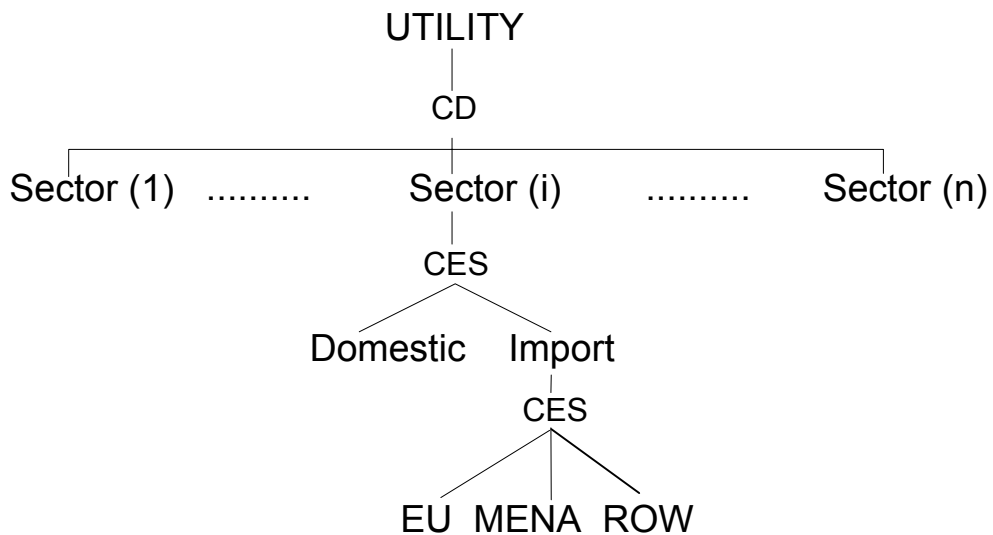 UTILITY
CD
Sector (1) .......... Sector (i) .......... Sector (n)
CES
Domestic Import
CES
EU MENA ROW